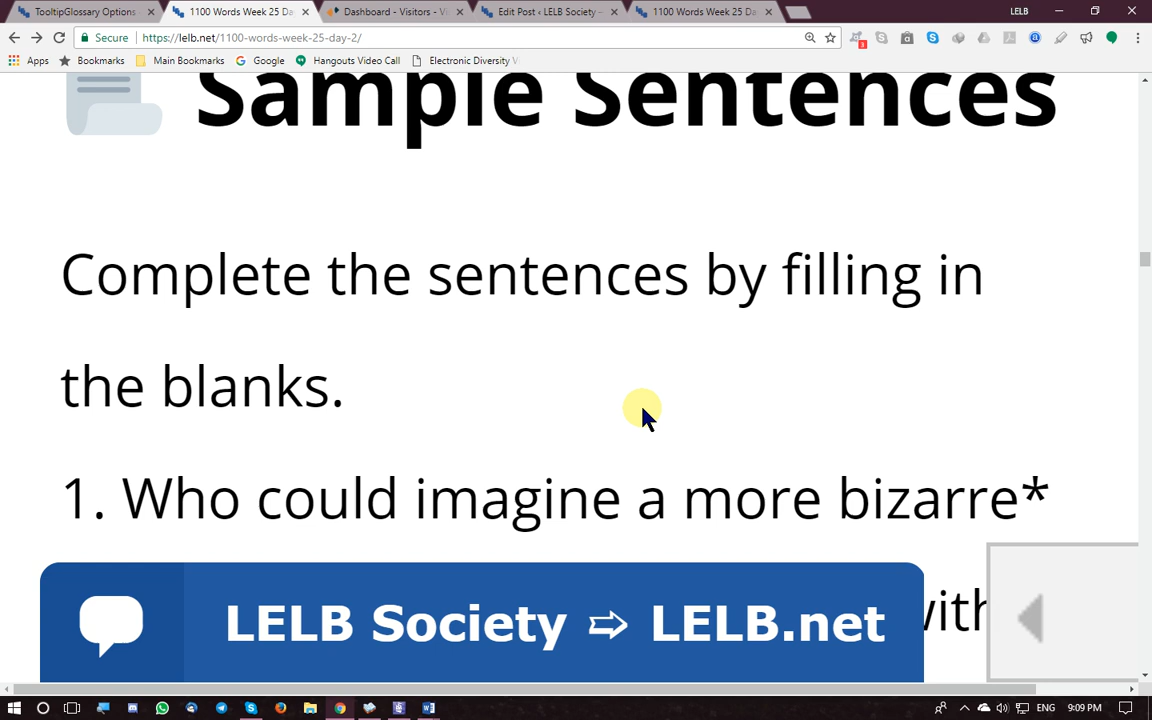 TooltipGlossary Options
1100 Words Week 25 Da
Dashboard - Visitors -
Edit Post ‹ LELB Society
1100 Words Week 25 Da
LELB
Secure
https://lelb.net/1100-words-week-25-day-2/
Apps
Bookmarks
Main Bookmarks
Google
Hangouts Video Call
Electronic Diversity
Sample Sentences
Complete the sentences by filling in
the blanks.
1. Who could imagine a more bizarre*
with
LELB Society ⇨ LELB.net
ENG
9:09 PM